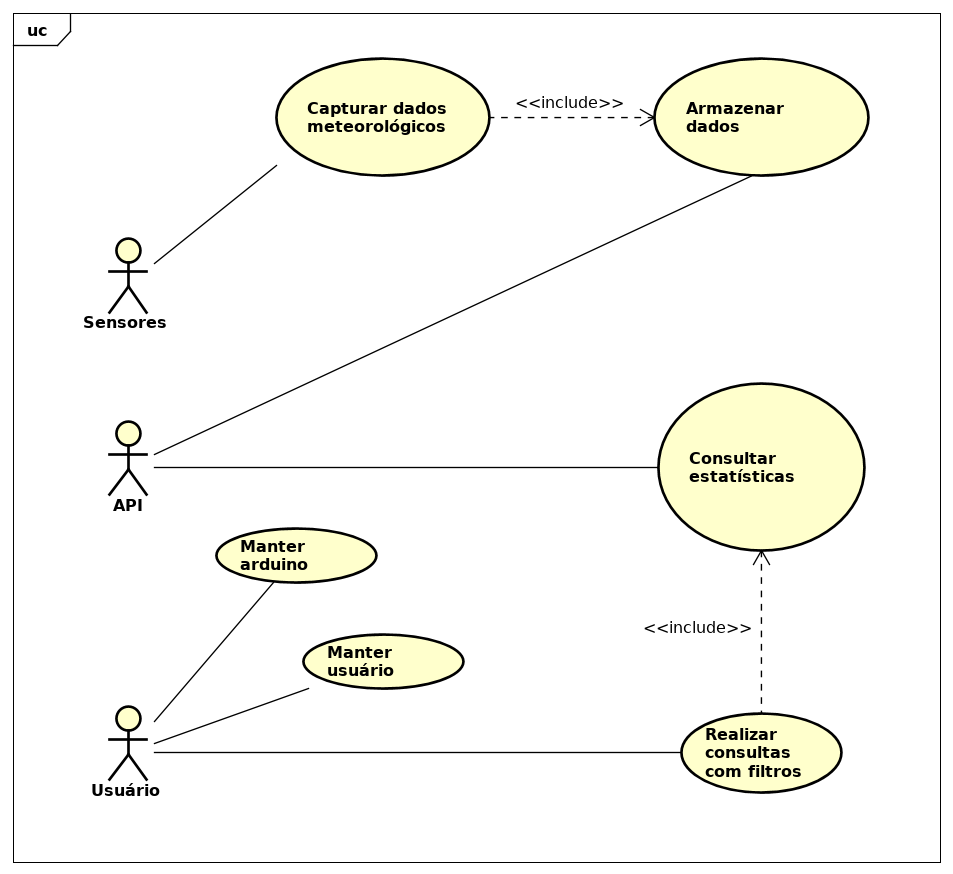 uc
Capturar dados
meteorológicos
<<include>>
Armazenar
dados
Sensores
API
Consultar
estatísticas
Manter
arduino
<<include>>
Manter
usuário
Usuário
Realizar
consultas
com filtros